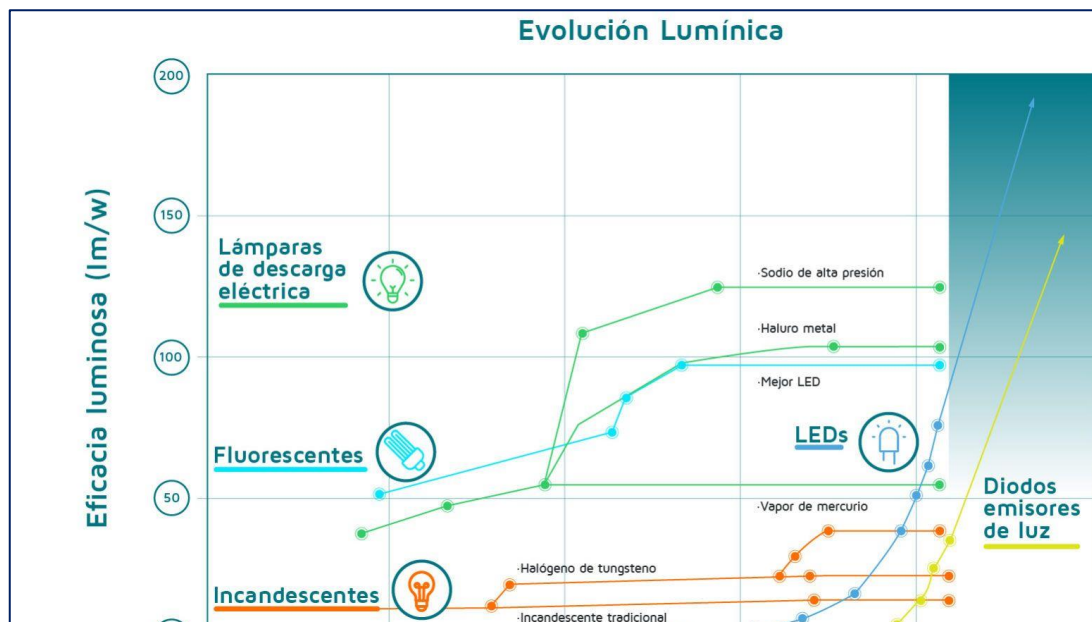 Evolución Lumínica
Eficacia luminosa (lm/w)
200
150
100
50
Lámparas
de descarga
eléctrica
·Sodio de alta presión
·Haluro metal
·Mejor LED
Fluorescentes
LEDs
·Vapor de mercurio
Diodos
emisores
de luz
·Halógeno de tungsteno
Incandescentes
·Incandescente tradicional